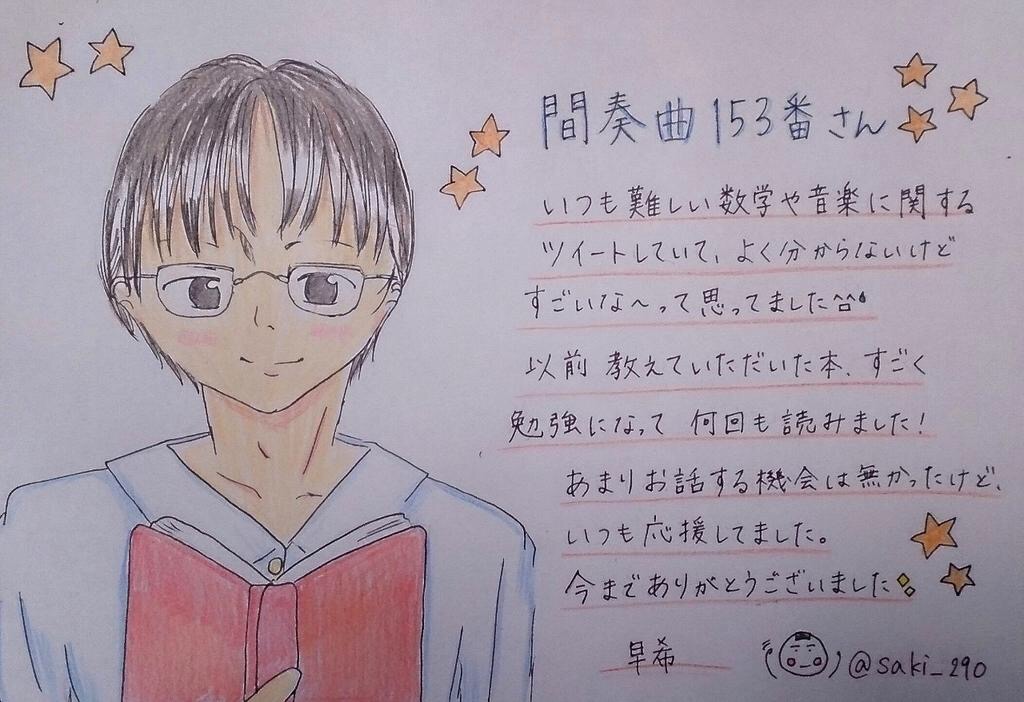 間奏曲153番さん
いつも難しい数学や音楽に関する
ツイートしていて、よく分からないけど
すごいな〜って思ってました^^
以前教えていただいた本、すごく
勉強になって 何回も読みました!
あまりお話する機会は無かったけど、
いつも応援してました。
今までありがとうございました
早希 @saki_290